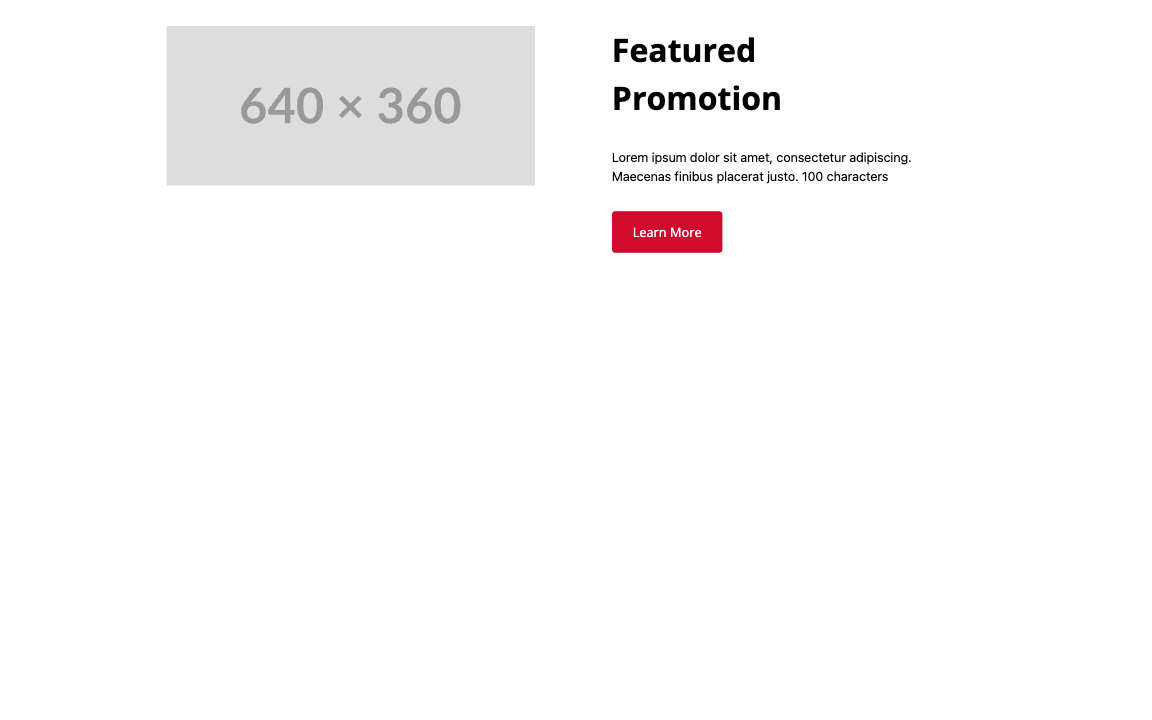 640 × 360
Featured
Promotion
Lorem ipsum dolor sit amet, consectetur adipiscing.
Maecenas finibus placerat justo. 100 characters
Learn More